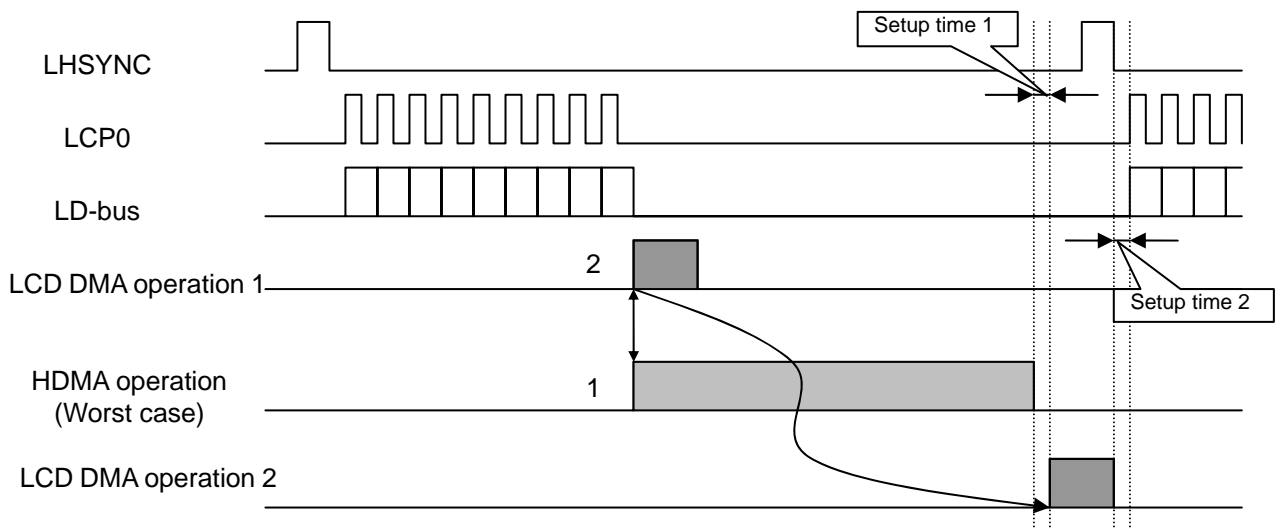 Setup time 1
LHSYNC
LCP0
LD-bus
2
LCD DMA operation 1
Setup time 2
HDMA operation
(Worst case)
1
LCD DMA operation 2